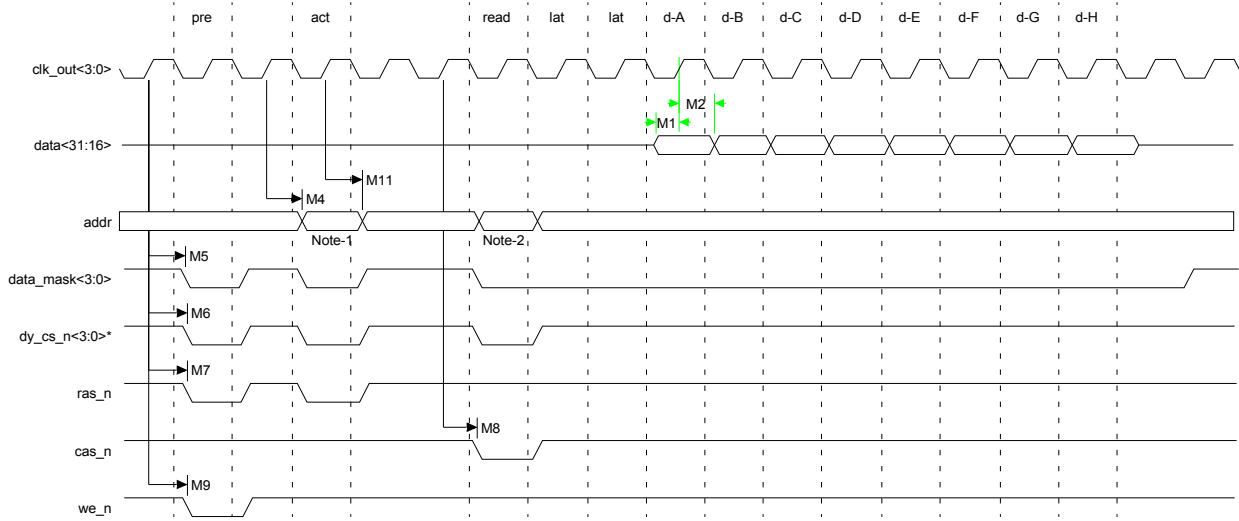 pre act read lat lat d-A d-B d-C d-D d-E d-F d-G d-H
clk_out<3:0>
M2
M1
data<31:16>
M11
M4
addr
Note-1 Note-2
M5
data_mask<3:0>
M6
dy_cs_n<3:0>*
M7
ras_n
M8
cas_n
M9
we_n